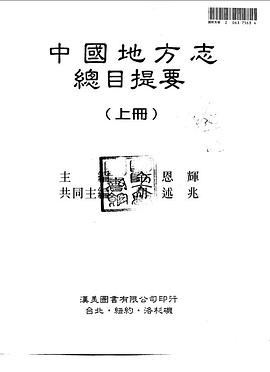 中國地方志
總目提要
（上冊）
主 恩輝
共同主 述兆
漢美圖書有限公司印行
台北・紐約・洛杉磯